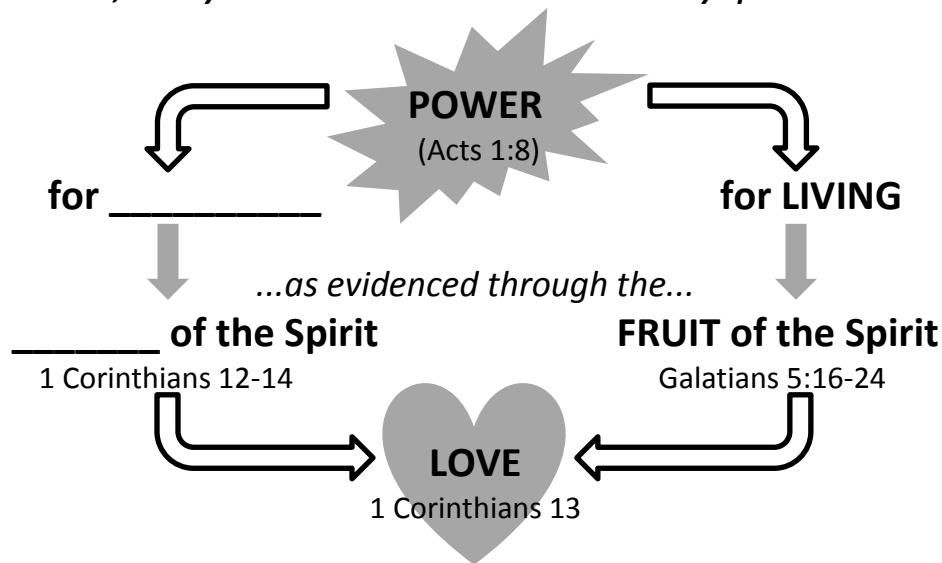 POWER
(Acts 1:8)
for __________
for LIVING
...as evidenced through the...
_______ of the Spirit
FRUIT of the Spirit
1 Corinthians 12-14
Galatians 5:16-24
LOVE
1 Corinthians 13